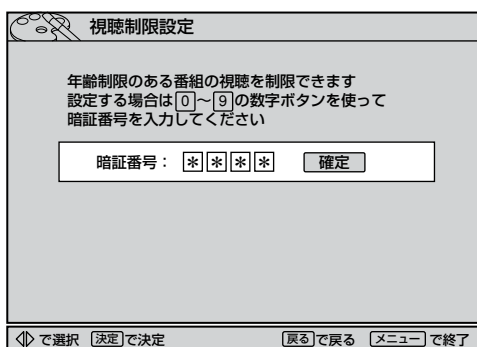 視聴制限設定
年齢制限のある番組の視聴を制限できます
設定する場合は0～9の数字ボタンを使って
暗証番号を入力してください
暗証番号： ＊＊＊＊ 確定
で選択 決定で決定 戻るで戻る メニューで終了